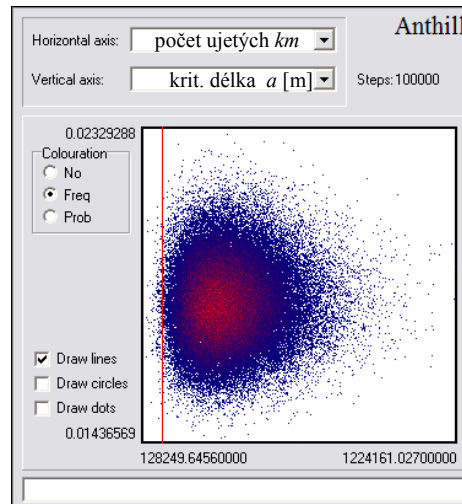 Anthill
Horizontal axis: počet ujetých km
Vertical axis: krit. délka a [m]
Steps: 100000
0.02329288
Colouration
No
Freq
Prob
Draw lines
Draw circles
Draw dots
0.01436569
128249.64560000 1224161.02700000